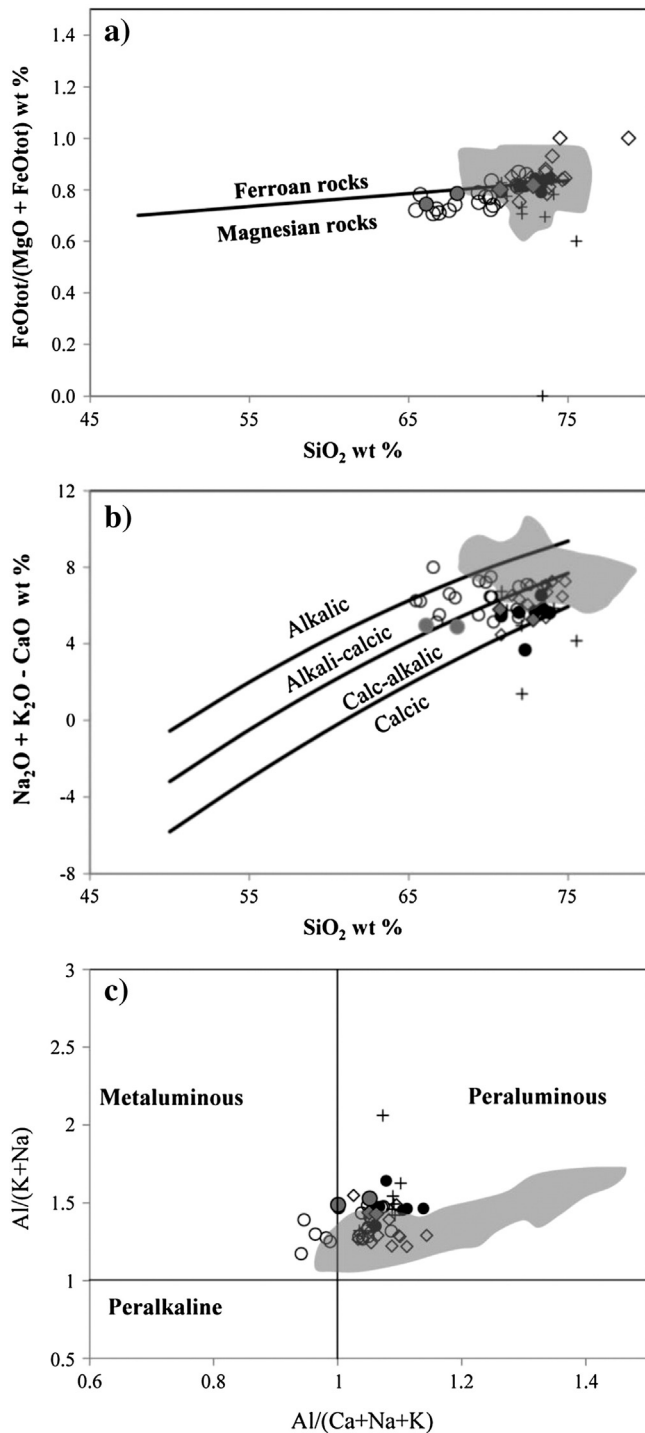 a)
1.4
1.2
1.0
0.8
0.6
0.4
0.2
0.0
FeOtot/(MgO + FeOtot) wt %
Ferroan rocks
Magnesian rocks
45
65
75
SiO₂ wt %
b)
12
8
4
0
-4
-8
Na₂O + K₂O - CaO wt %
Alkalic
Alkali-calcic
Calc-alkalic
Calcic
45
55
65
75
SiO₂ wt %
c)
3
2.5
2
1.5
1
0.5
Al/(K+Na)
Metaluminous
Peraluminous
Peralkaline
0.6
0.8
1
1.2
1.4
Al/(Ca+Na+K)